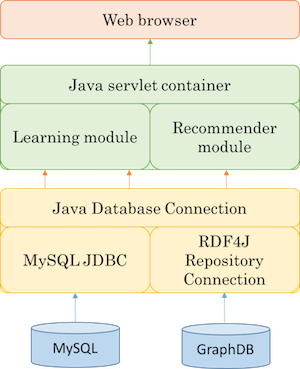 Web browser
Java servlet container
Learning module
Recommender
module
Java Database Connection
MySQL JDBC
RDF4J
Repository
Connection
MySQL
GraphDB